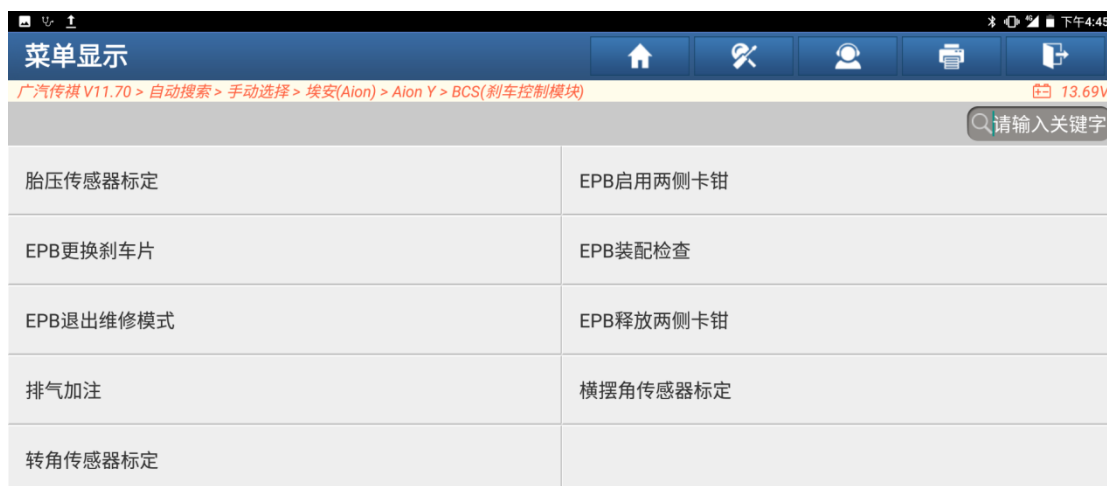 下午4:45
菜单显示
广汽传祺 V11.70 > 自动搜索 > 手动选择 > 埃安(Aion) > Aion Y > BCS(刹车控制模块)
13.69V
请输入关键字
胎压传感器标定
EPB启用两侧卡钳
EPB更换刹车片
EPB装配检查
EPB退出维修模式
EPB释放两侧卡钳
排气加注
横摆角传感器标定
转角传感器标定